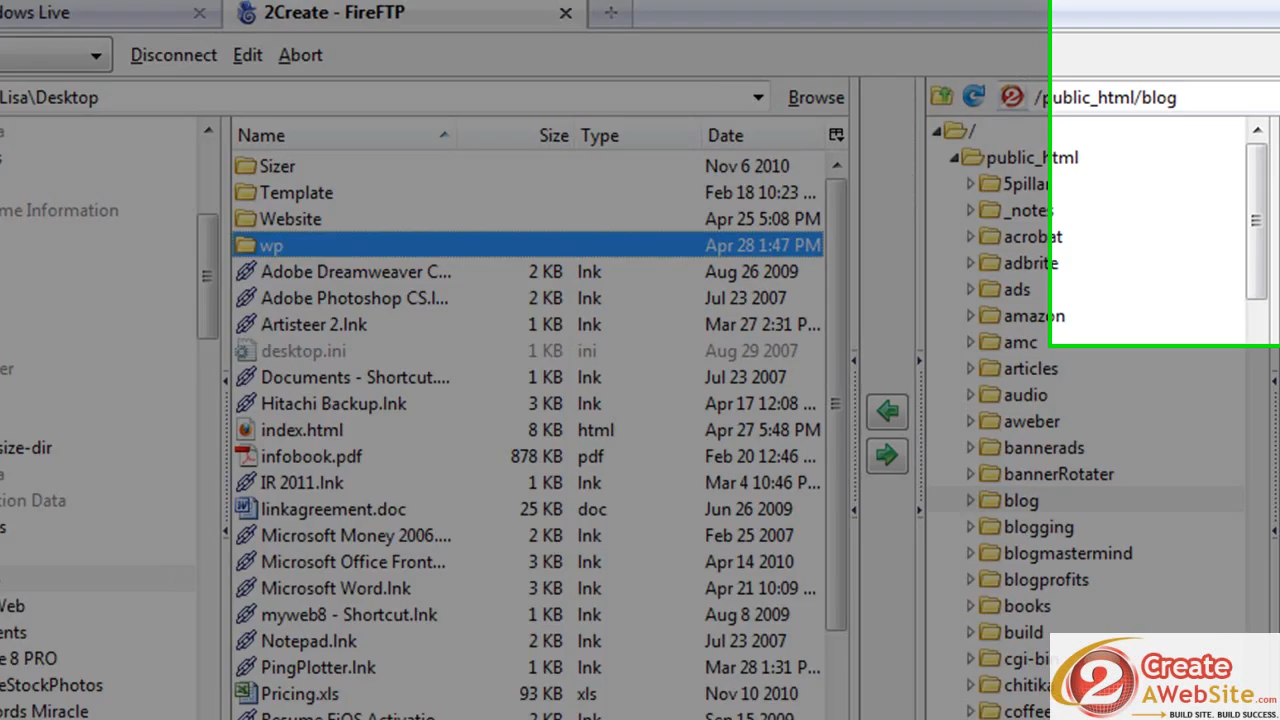 ows Live
2Create - FireFTP
Disconnect Edit Abort
Lisa\Desktop
Browse
/public_html/blog
me Information
size-dir
tion Data
Web
ents
e 8 PRO
eStockPhotos
ords Miracle
Name Size Type Date
Sizer Nov 6 2010
Template Feb 18 10:23 ...
Website Apr 25 5:08 PM
wp Apr 28 1:47 PM
Adobe Dreamweaver C... 2 KB lnk Aug 26 2009
Adobe Photoshop CS.l... 2 KB lnk Jul 23 2007
Artisteer 2.lnk 1 KB lnk Mar 27 2:31 P...
desktop.ini 1 KB ini Aug 29 2007
Documents - Shortcut.... 2 KB lnk Jul 23 2007
Hitachi Backup.lnk 3 KB lnk Apr 17 12:08 ...
index.html 8 KB html Apr 27 5:48 PM
infobook.pdf 878 KB pdf Feb 20 12:46 ...
IR 2011.lnk 1 KB lnk Mar 4 10:46 P...
linkagreement.doc 25 KB doc Jun 26 2009
Microsoft Money 2006.... 2 KB lnk Feb 25 2007
Microsoft Office Front... 3 KB lnk Apr 14 2010
Microsoft Word.lnk 3 KB lnk Apr 21 10:09 ...
myweb8 - Shortcut.lnk 1 KB lnk Aug 8 2009
Notepad.lnk 2 KB lnk Jul 23 2007
PingPlotter.lnk 2 KB lnk Mar 28 1:31 P...
Pricing.xls 93 KB xls Nov 10 2010
/
public_html
5pillar
_notes
acrobat
adbrite
ads
amazon
amc
articles
audio
aweber
bannerads
bannerRotater
blog
blogging
blogmastermind
blogprofits
books
build
cgi-bin
chitika
coffee
2 Create
AWebSite.com
BUILD SITE. BUILD SUCCESS